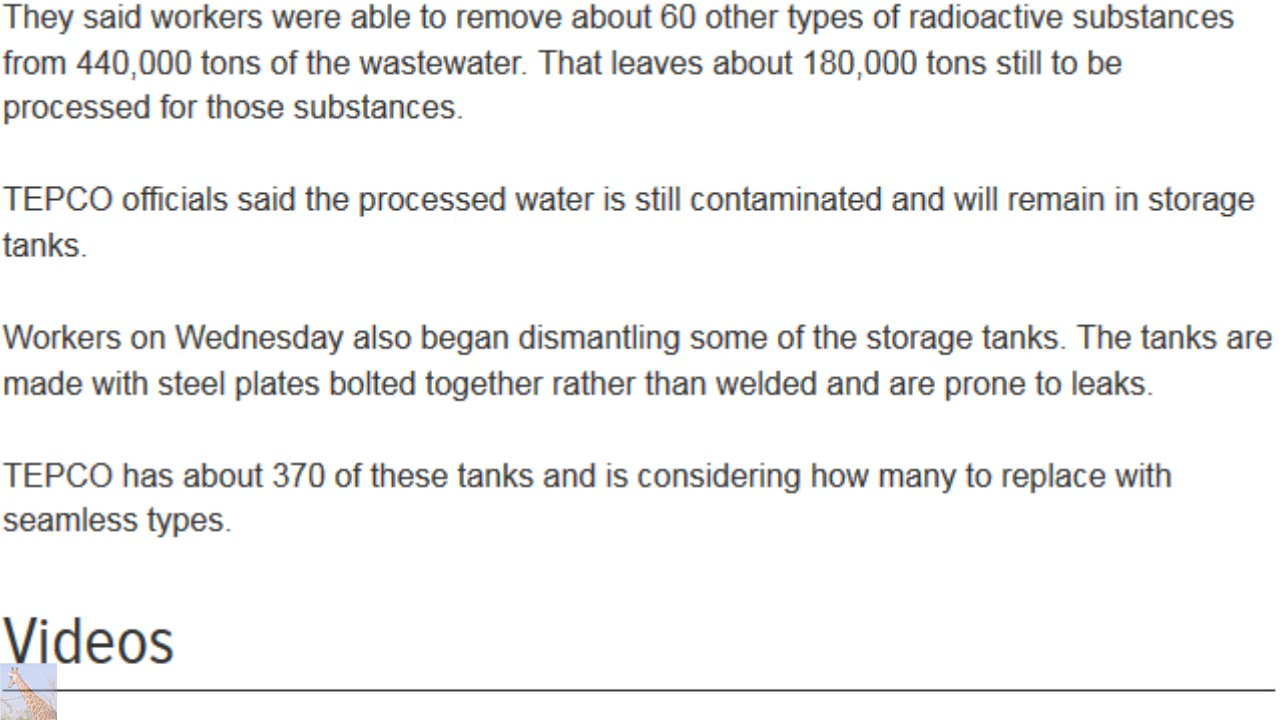 They said workers were able to remove about 60 other types of radioactive substances
from 440,000 tons of the wastewater. That leaves about 180,000 tons still to be
processed for those substances.
TEPCO officials said the processed water is still contaminated and will remain in storage
tanks.
Workers on Wednesday also began dismantling some of the storage tanks. The tanks are
made with steel plates bolted together rather than welded and are prone to leaks.
TEPCO has about 370 of these tanks and is considering how many to replace with
seamless types.
Videos